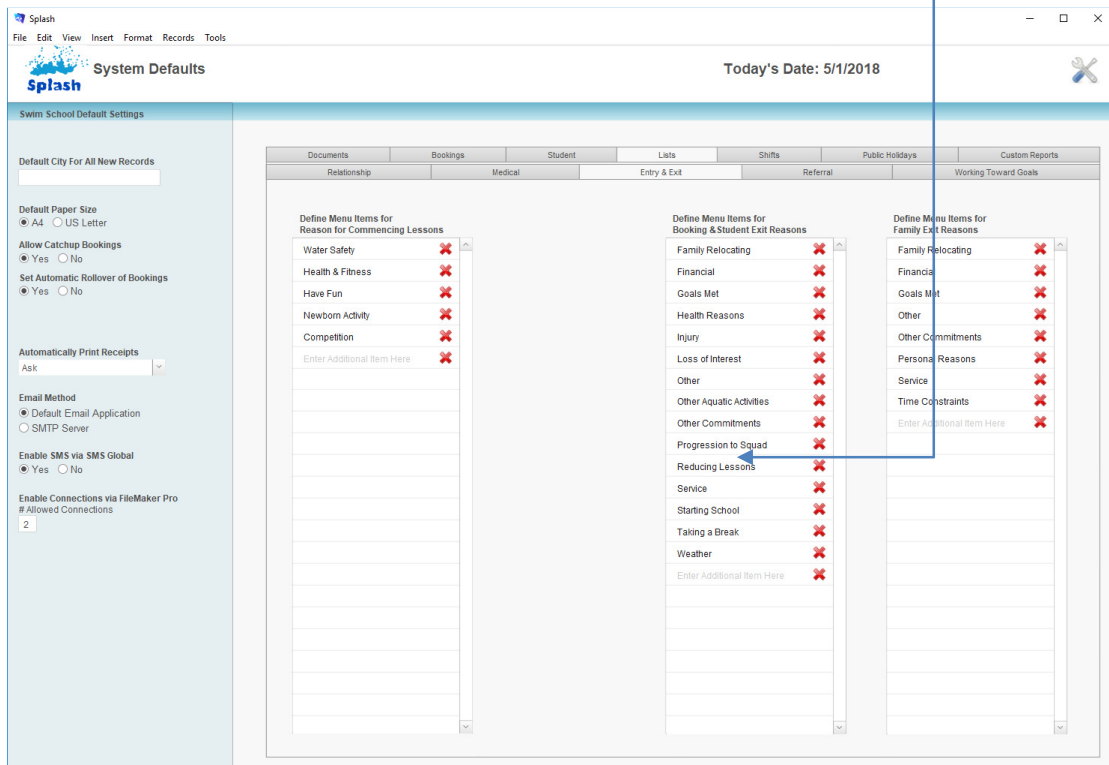 Splash
File Edit View Insert Format Records Tools
Splash
System Defaults
Today's Date: 5/1/2018
Swim School Default Settings
Default City For All New Records
Default Paper Size
A4 US Letter
Allow Catchup Bookings
Yes No
Set Automatic Rollover of Bookings
Yes No
Automatically Print Receipts
Ask
Email Method
Default Email Application
SMTP Server
Enable SMS via SMS Global
Yes No
Enable Connections via FileMaker Pro
# Allowed Connections
2
Documents Bookings Student Lists Shifts Public Holidays Custom Reports
Relationship Medical Entry & Exit Referral Working Toward Goals
Define Menu Items for
Reason for Commencing Lessons
Water Safety
Health & Fitness
Have Fun
Newborn Activity
Competition
Enter Additional Item Here
Define Menu Items for
Booking & Student Exit Reasons
Family Relocating
Financial
Goals Met
Health Reasons
Injury
Loss of Interest
Other
Other Aquatic Activities
Other Commitments
Progression to Squad
Reducing Lessons
Service
Starting School
Taking a Break
Weather
Enter Additional Item Here
Define Menu Items for
Family Exit Reasons
Family Relocating
Financial
Goals Met
Other
Other Commitments
Personal Reasons
Service
Time Constraints
Enter Additional Item Here